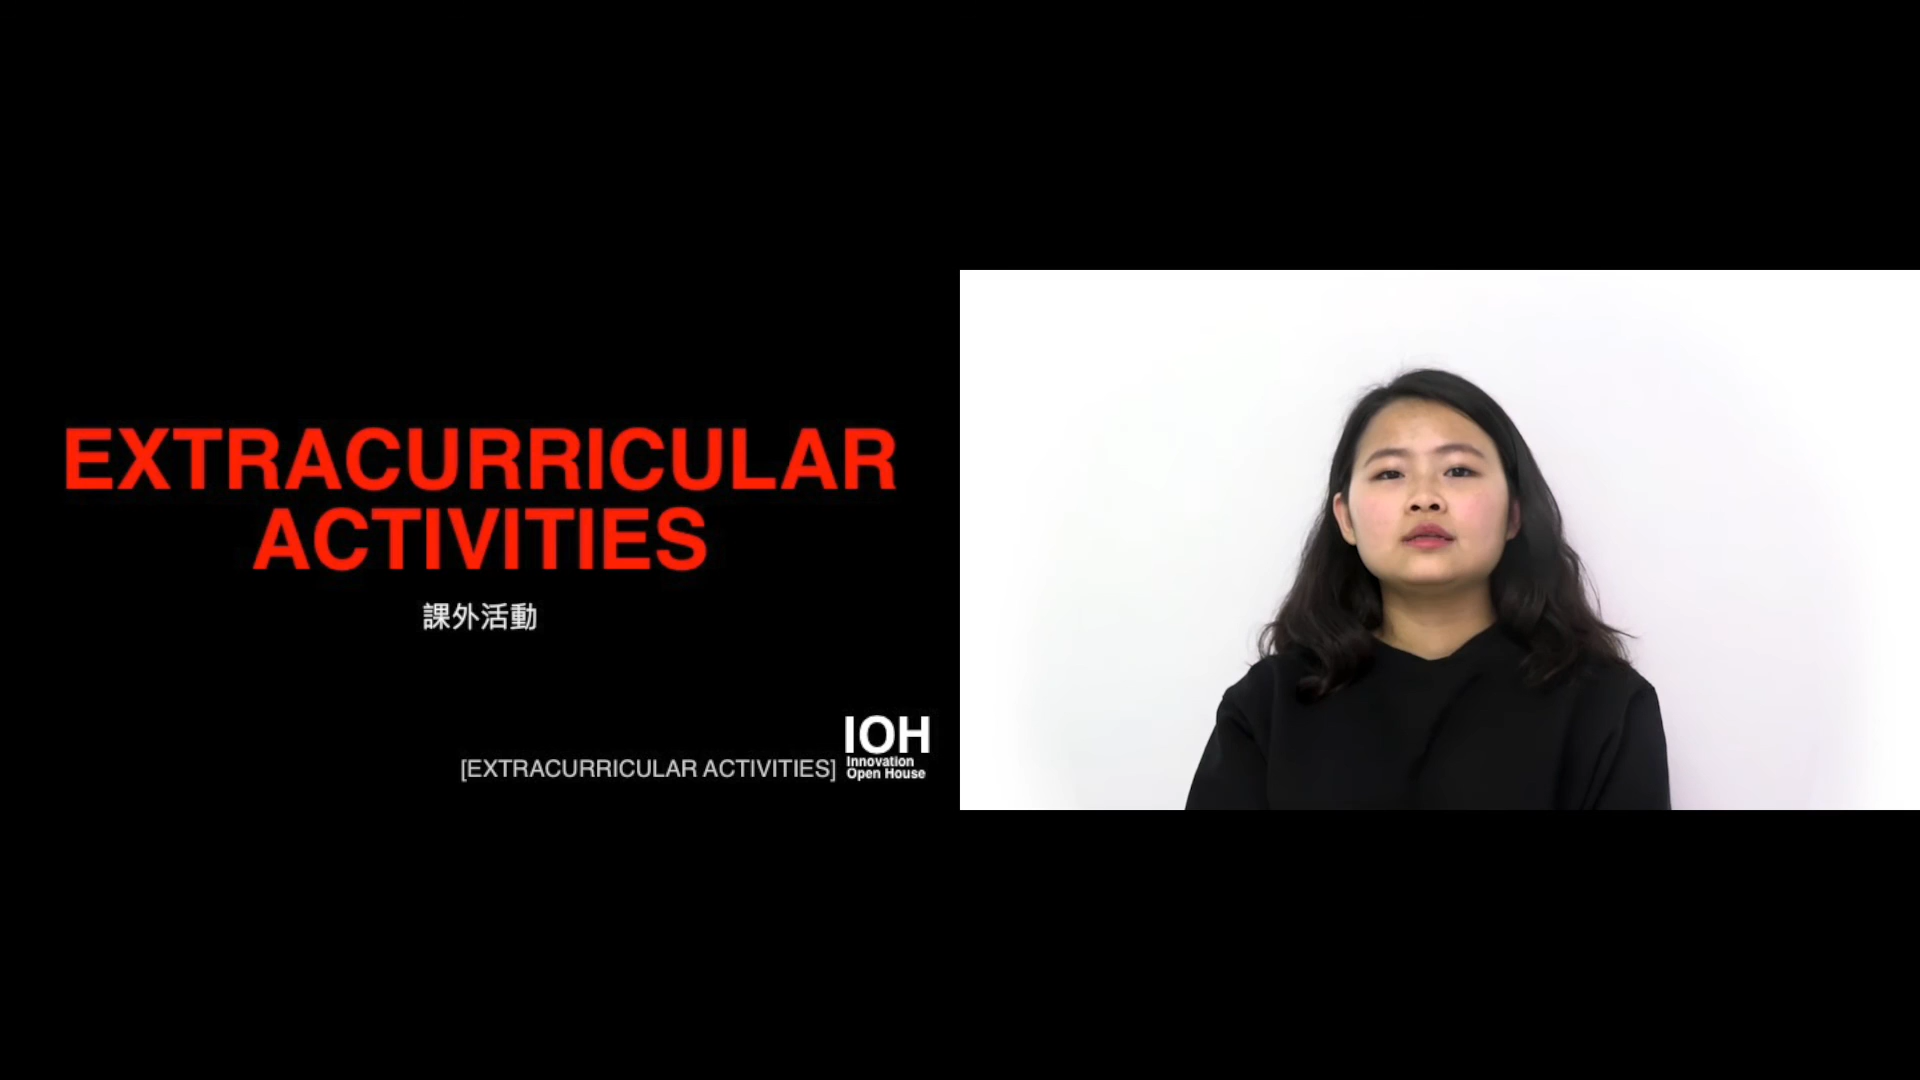 EXTRACURRICULAR
ACTIVITIES
課外活動
[EXTRACURRICULAR ACTIVITIES]
IOH
Innovation
Open House